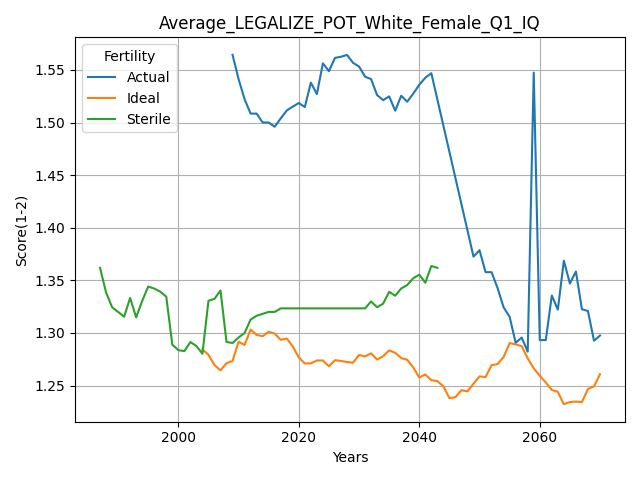 Average_LEGALIZE_POT_White_Female_Q1_IQ
Fertility
Actual
Ideal
Sterile
Score(1-2)
1.55
1.50
1.45
1.40
1.35
1.30
1.25
2000 2020 2040 2060
Years